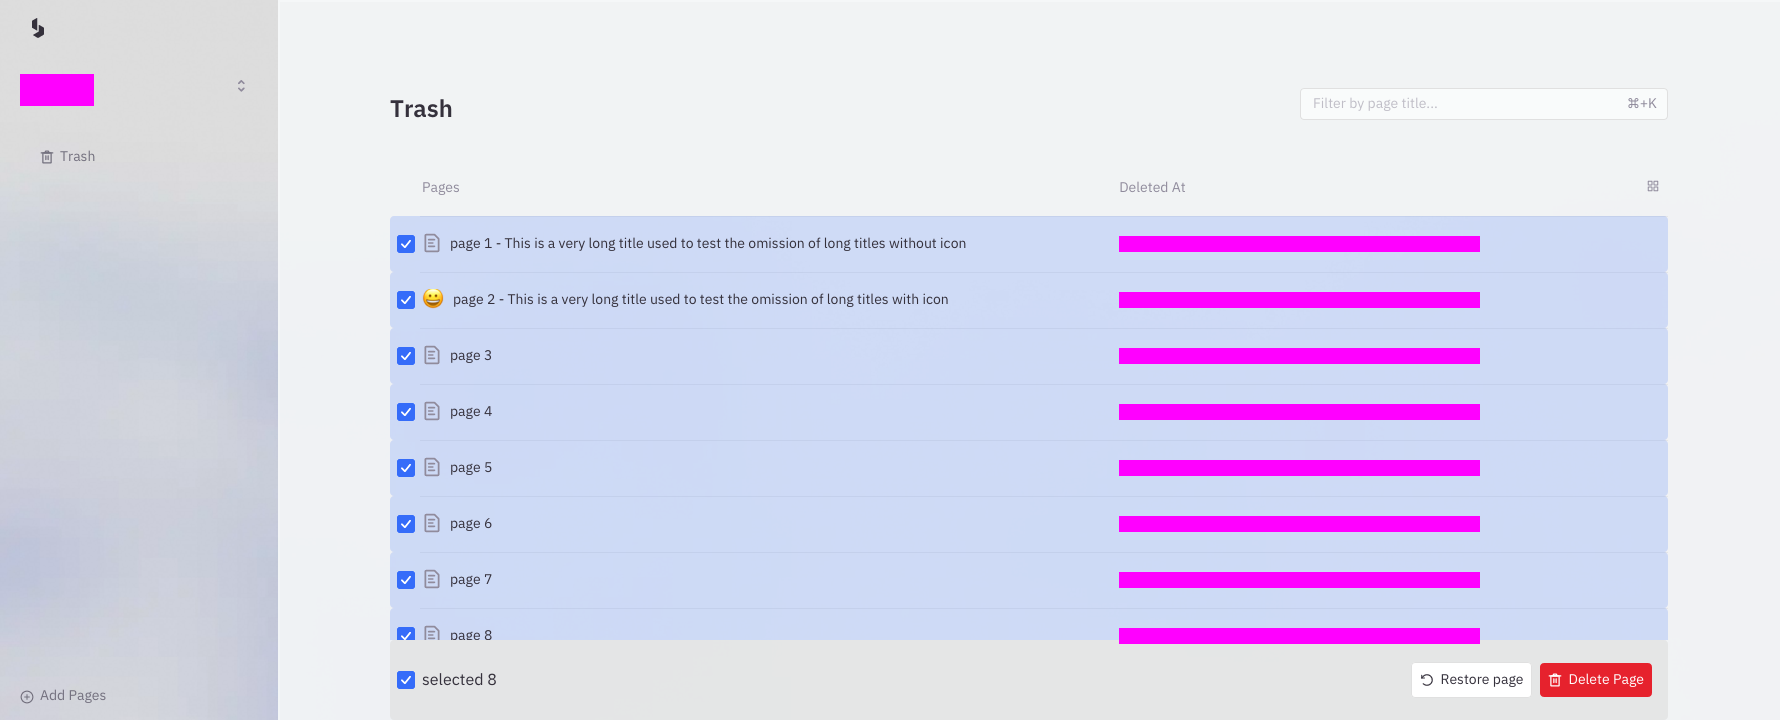 Trash
Trash
Filter by page title... ⌘+K
Pages Deleted At
page 1 - This is a very long title used to test the omission of long titles without icon
page 2 - This is a very long title used to test the omission of long titles with icon
page 3
page 4
page 5
page 6
page 7
page 8
selected 8 Restore page Delete Page
Add Pages